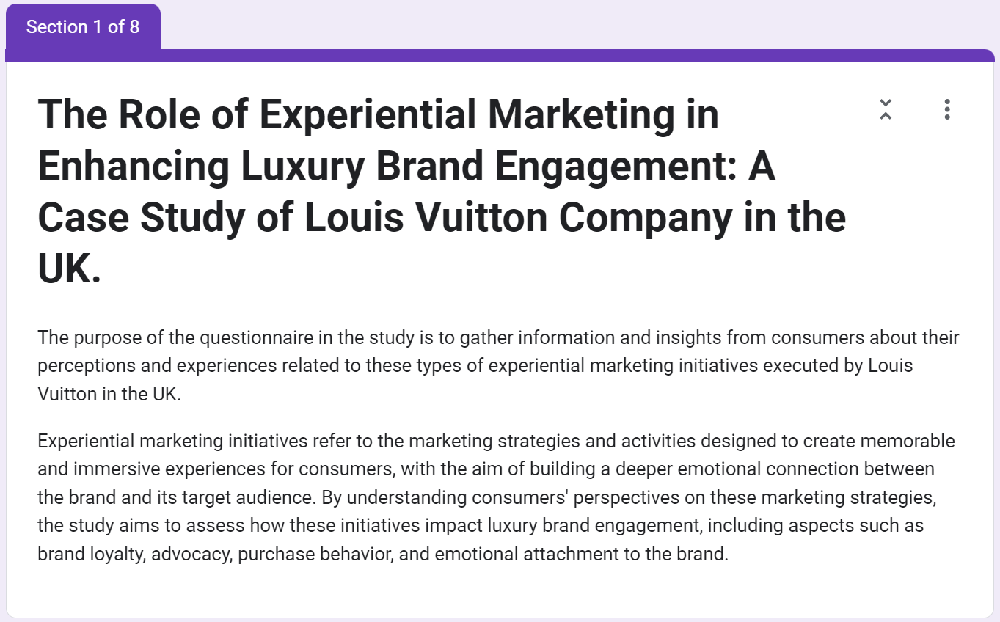 Section 1 of 8
The Role of Experiential Marketing in
Enhancing Luxury Brand Engagement: A
Case Study of Louis Vuitton Company in the
UK.
The purpose of the questionnaire in the study is to gather information and insights from consumers about their
perceptions and experiences related to these types of experiential marketing initiatives executed by Louis
Vuitton in the UK.
Experiential marketing initiatives refer to the marketing strategies and activities designed to create memorable
and immersive experiences for consumers, with the aim of building a deeper emotional connection between
the brand and its target audience. By understanding consumers' perspectives on these marketing strategies,
the study aims to assess how these initiatives impact luxury brand engagement, including aspects such as
brand loyalty, advocacy, purchase behavior, and emotional attachment to the brand.